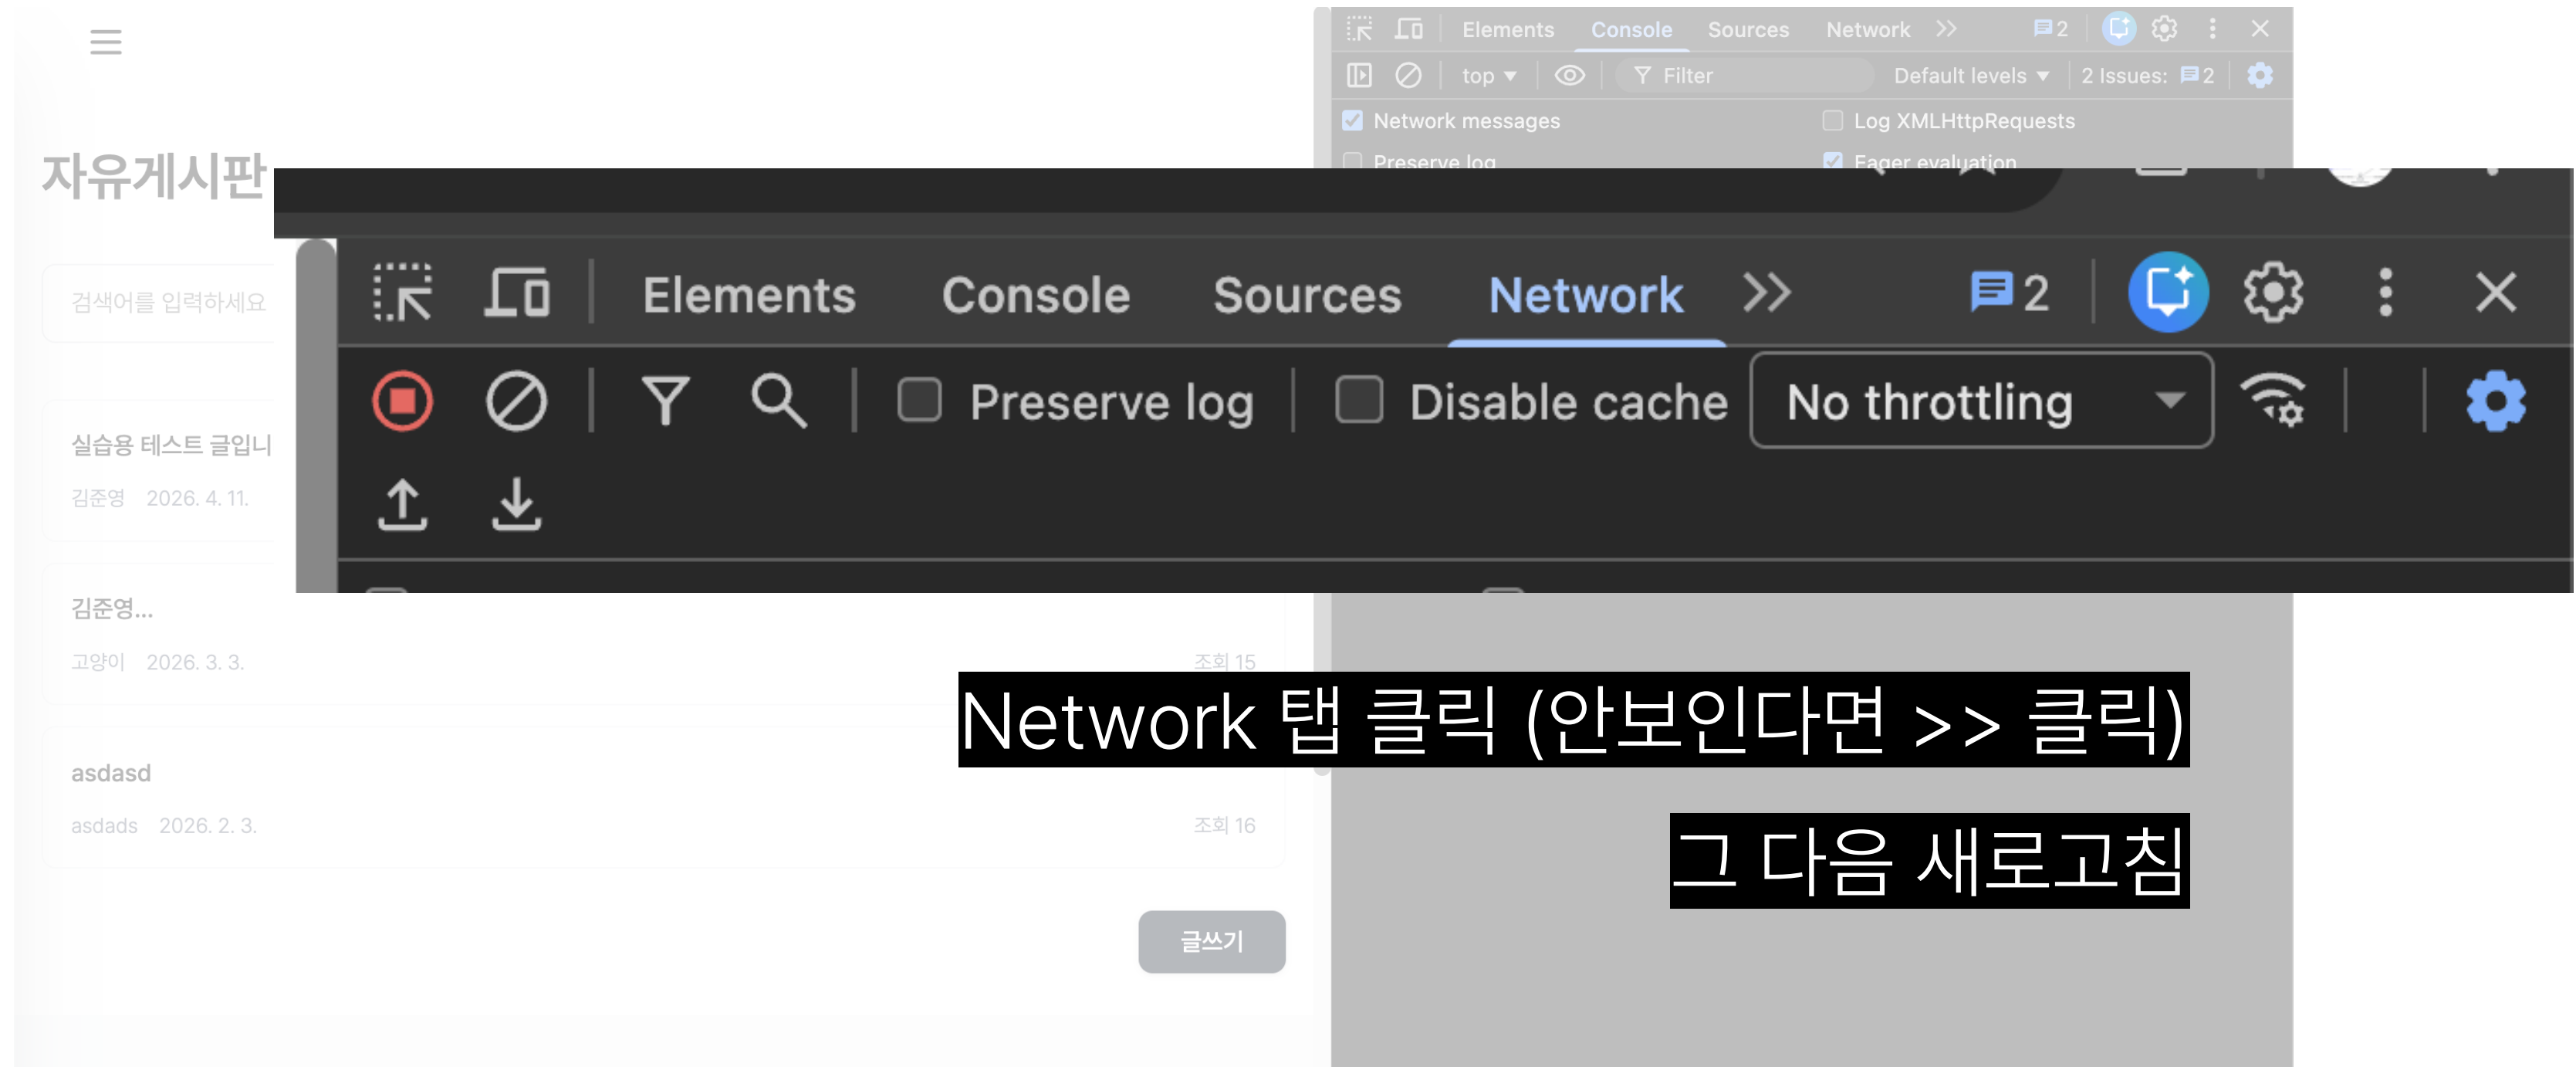 Elements Console Sources Network 2
top Filter Default levels 2 Issues: 2
Network messages Log XMLHttpRequests
Preserve log Eager evaluation
자유게시판
검색어를 입력하세요
Elements Console Sources Network >> 2
Preserve log Disable cache No throttling
실습용 테스트 글입니
김준영 2026. 4. 11.
김준영...
고양이 2026. 3. 3. 조회 15
Network 탭 클릭 (안보인다면 >> 클릭)
asdasd
asdads 2026. 2. 3. 조회 16
그 다음 새로고침
글쓰기